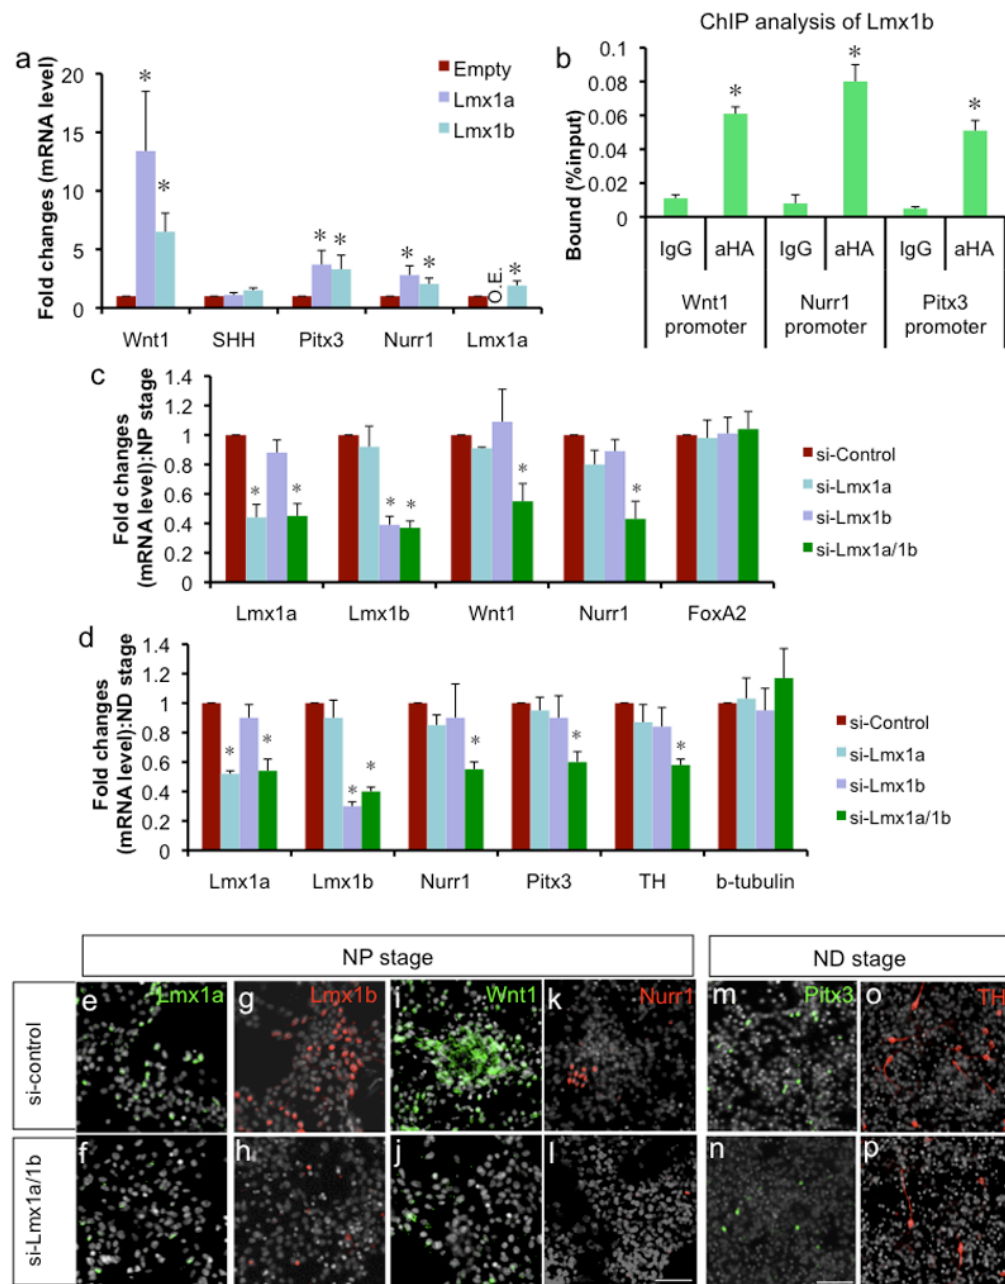 a
Fold changes (mRNA level)
20
15
10
5
0
*
*
*
*
*
*
*
O.E.
Empty
Lmx1a
Lmx1b
Wnt1
SHH
Pitx3
Nurr1
Lmx1a
ChIP analysis of Lmx1b
b
Bound (%input)
0.1
0.08
0.06
0.04
0.02
0
*
*
*
IgG
aHA
IgG
aHA
IgG
aHA
Wnt1 promoter
Nurr1 promoter
Pitx3 promoter
c
Fold changes
(mRNA level):NP stage
1.4
1.2
1
0.8
0.6
0.4
0.2
0
*
*
*
*
*
*
si-Control
si-Lmx1a
si-Lmx1b
si-Lmx1a/1b
Lmx1a
Lmx1b
Wnt1
Nurr1
FoxA2
d
Fold changes
(mRNA level):ND stage
1.4
1.2
1
0.8
0.6
0.4
0.2
0
*
*
*
*
*
*
*
si-Control
si-Lmx1a
si-Lmx1b
si-Lmx1a/1b
Lmx1a
Lmx1b
Nurr1
Pitx3
TH
b-tubulin
NP stage
ND stage
si-control
e
Lmx1a
g
Lmx1b
i
Wnt1
k
Nurr1
m
Pitx3
o
TH
si-Lmx1a/1b
f
h
j
l
n
p